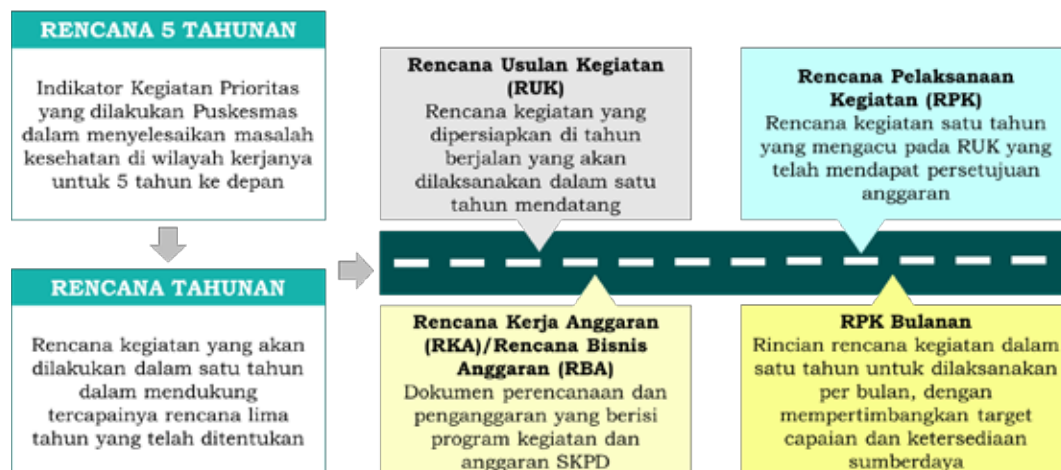 RENCANA 5 TAHUNAN
Indikator Kegiatan Prioritas
yang dilakukan Puskesmas
dalam menyelesaikan masalah
kesehatan di wilayah kerjanya
untuk 5 tahun ke depan
RENCANA TAHUNAN
Rencana kegiatan yang akan
dilakukan dalam satu tahun
dalam mendukung
tercapainya rencana lima
tahun yang telah ditentukan
Rencana Usulan Kegiatan
(RUK)
Rencana kegiatan yang
dipersiapkan di tahun
berjalan yang akan
dilaksanakan dalam satu
tahun mendatang
Rencana Pelaksanaan
Kegiatan (RPK)
Rencana kegiatan satu tahun
yang mengacu pada RUK yang
telah mendapat persetujuan
anggaran
Rencana Kerja Anggaran
(RKA)/Rencana Bisnis
Anggaran (RBA)
Dokumen perencanaan dan
penganggaran yang berisi
program kegiatan dan
anggaran SKPD
RPK Bulanan
Rincian rencana kegiatan dalam
satu tahun untuk dilaksanakan
per bulan, dengan
mempertimbangkan target
capaian dan ketersediaan
sumberdaya